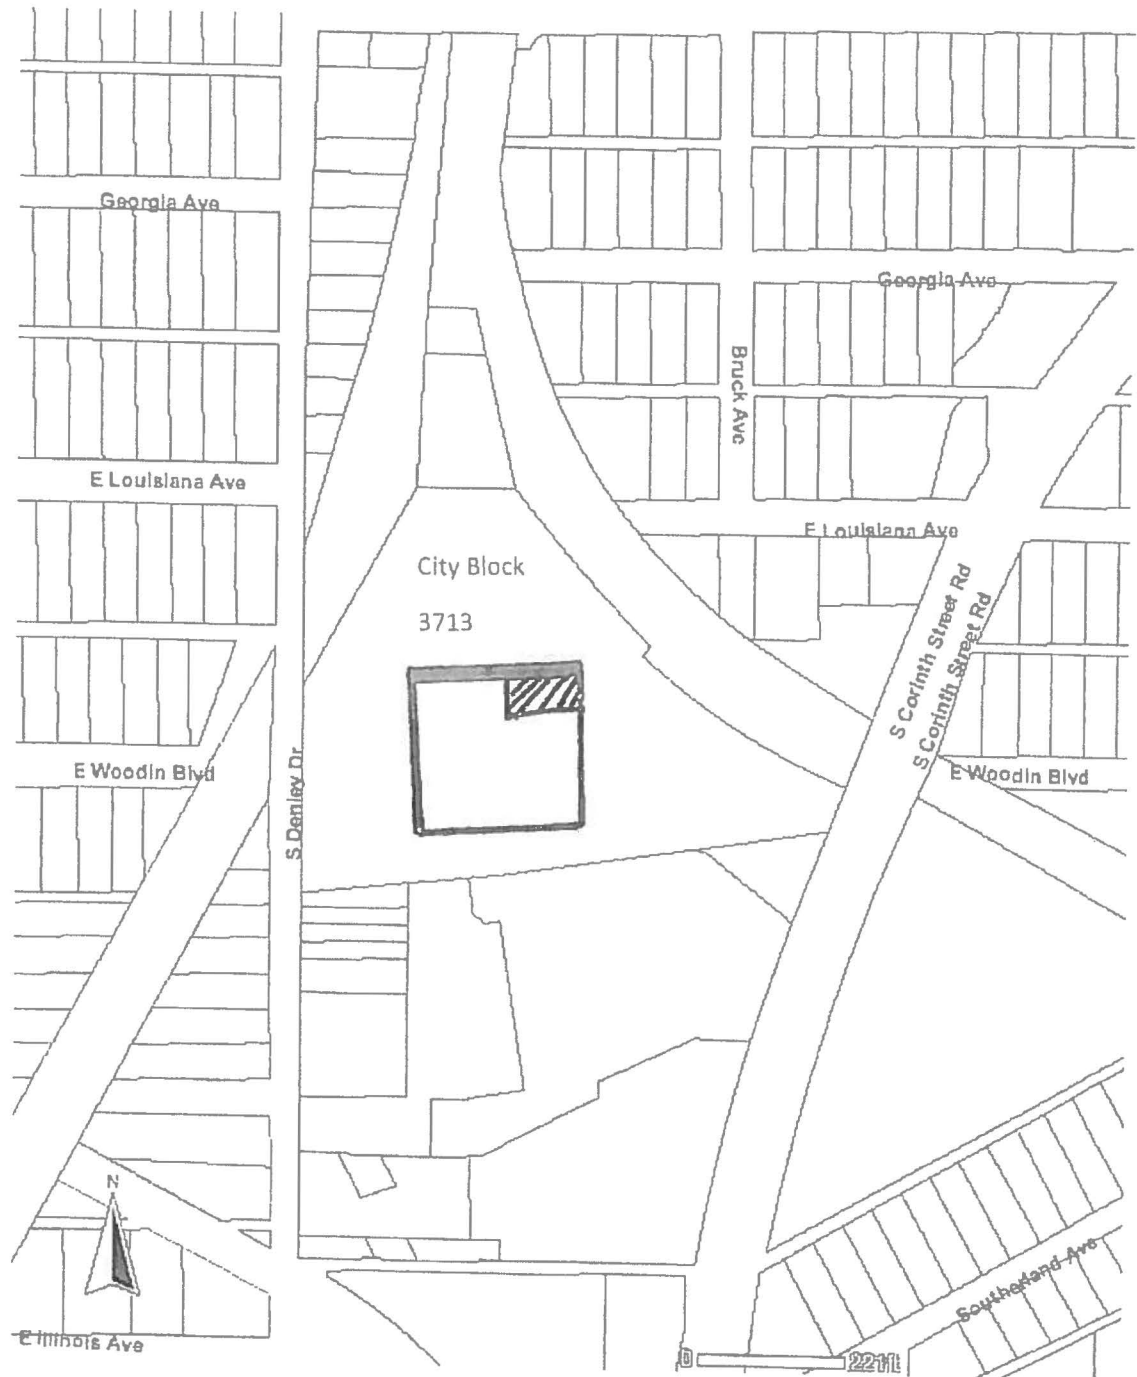 Georgia Ave
Georgia Ave
Bruck Ave
E Louisiana Ave
E Louisiana Ave
City Block
3713
S Corinth Street Rd
S Corinth Street Rd
E Woodin Blvd
S Denley Dr
E Woodin Blvd
N
Southerland Ave
E Illinois Ave
0